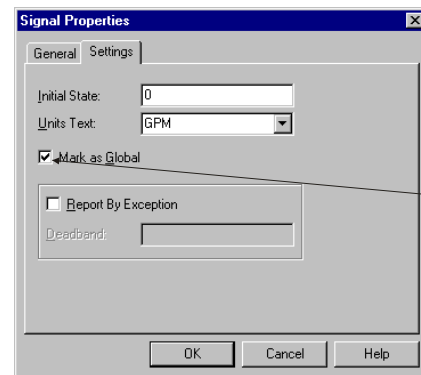 Signal Properties
General Settings
Initial State: 0
Units Text: GPM
Mark as Global
Report By Exception
Deadband:
OK Cancel Help